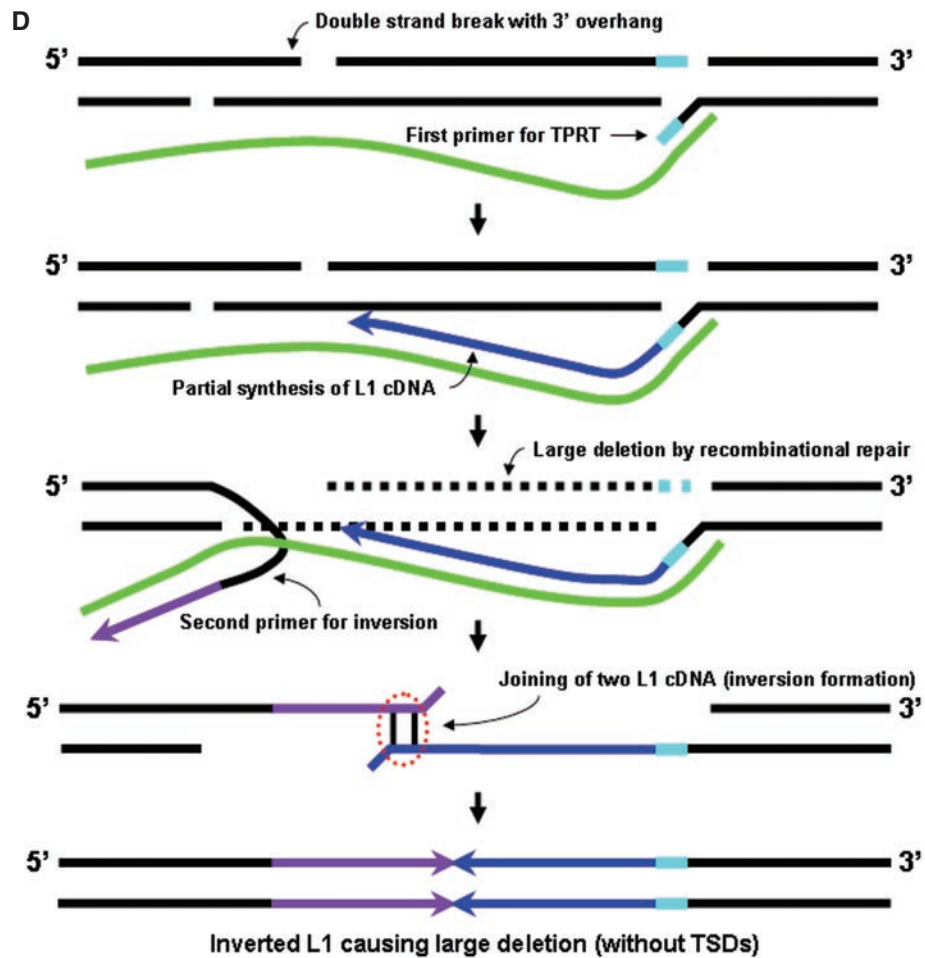 D
Double strand break with 3' overhang
5' 3'
First primer for TPRT
5' 3'
Partial synthesis of L1 cDNA
Large deletion by recombinational repair
5' 3'
Second primer for inversion
Joining of two L1 cDNA (inversion formation)
5' 3'
5' 3'
Inverted L1 causing large deletion (without TSDs)